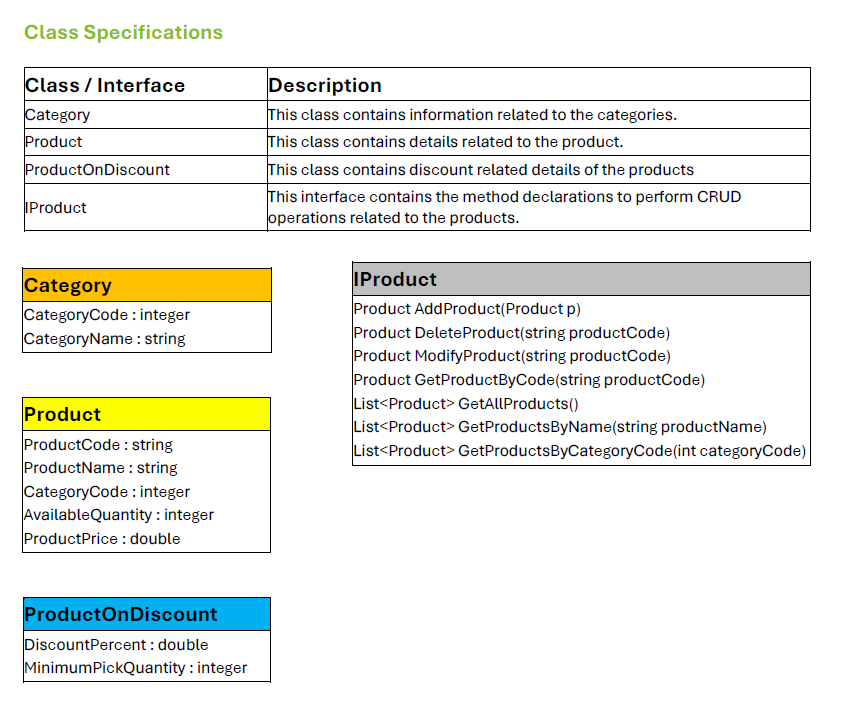 Class Specifications
Class / Interface Description
Category This class contains information related to the categories.
Product This class contains details related to the product.
ProductOnDiscount This class contains discount related details of the products
IProduct This interface contains the method declarations to perform CRUD
operations related to the products.
Category
CategoryCode : integer
CategoryName : string
Product
ProductCode : string
ProductName : string
CategoryCode : integer
AvailableQuantity : integer
ProductPrice : double
ProductOnDiscount
DiscountPercent : double
MinimumPickQuantity : integer
IProduct
Product AddProduct(Product p)
Product DeleteProduct(string productCode)
Product ModifyProduct(string productCode)
Product GetProductByCode(string productCode)
List<Product> GetAllProducts()
List<Product> GetProductsByName(string productName)
List<Product> GetProductsByCategoryCode(int categoryCode)